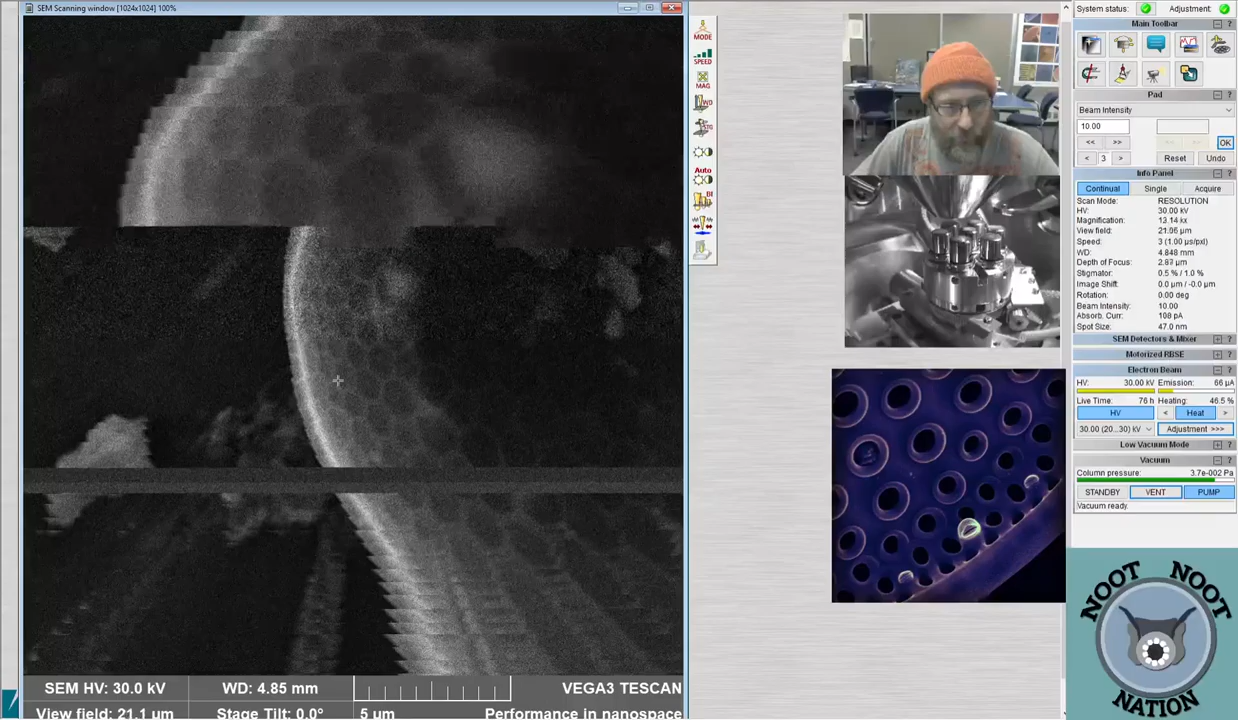 SEM Scanning window [1024x1024] 100%
SEM HV: 30.0 kV
WD: 4.85 mm
VEGA3 TESCAN
View field: 21.1 µm
Stage Tilt: 0.0°
5 µm
Performance in nanospace
MODE
SPEED
MAG
WD
Auto
System status:
Adjustment:
Main Toolbar
Pad
Beam Intensity
10.00
<<
>>
OK
<
3
>
Reset
Undo
Info Panel
Continual
Single
Acquire
Scan Mode: RESOLUTION
HV: 30.00 kV
Magnification: 13.14 kx
View field: 21.06 µm
Speed: 3 (1.00 µs/pxl)
WD: 4.848 mm
Depth of Focus: 2.87 µm
Stigmator: 0.5 % / 1.0 %
Image Shift: 0.0 µm / -0.0 µm
Rotation: 0.00 deg
Beam Intensity: 10.00
Absorb. Curr: 108 pA
Spot Size: 47.0 nm
SEM Detectors & Mixer
Motorized RBSE
Electron Beam
HV: 30.00 kV
Emission: 66 µA
Live Time: 76 h
Heating: 46.5 %
HV
<
Heat
>
30.00 (20...30) kV
Adjustment >>>
Low Vacuum Mode
Vacuum
Column pressure: 3.7e-002 Pa
STANDBY
VENT
PUMP
Vacuum ready.
NOOT NOOT
NATION